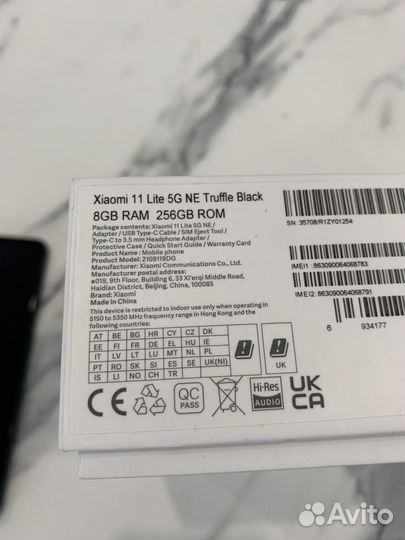 Xiaomi 11 Lite 5G NE Truffle Black
8GB RAM 256GB ROM
Package contents: Xiaomi 11 Lite 5G NE /
Adapter / USB Type-C Cable / SIM Eject Tool /
Type-C to 3.5 mm Headphone Adapter /
Protective Case / Quick Start Guide / Warranty Card
Product Name: Mobile phone
Model: 2109119DG
Manufacturer: Xiaomi Communications Co., Ltd.
Manufacturer postal address:
#019, 9th Floor, Building 6, 33 Xi'erqi Middle Road,
Haidian District, Beijing, China, 100085
Brand: Xiaomi
Made in China
This device is restricted to indoor use only when operating in
5150 to 5350 MHz frequency range in Hong Kong and the
following countries:
AT BE BG HR CY CZ DK
EE FI FR DE EL HU IE
IT LV LT LU MT NL PL
PT RO SK SI ES SE UK(NI)
IS LI NO CH TR
UK
CE
QC
PASS
Hi-Res
AUDIO
UK
CA
SN: 35708/R1ZY01254
IMEI1: 863090064068783
IMEI2: 863090064068791
6 934177
Avito